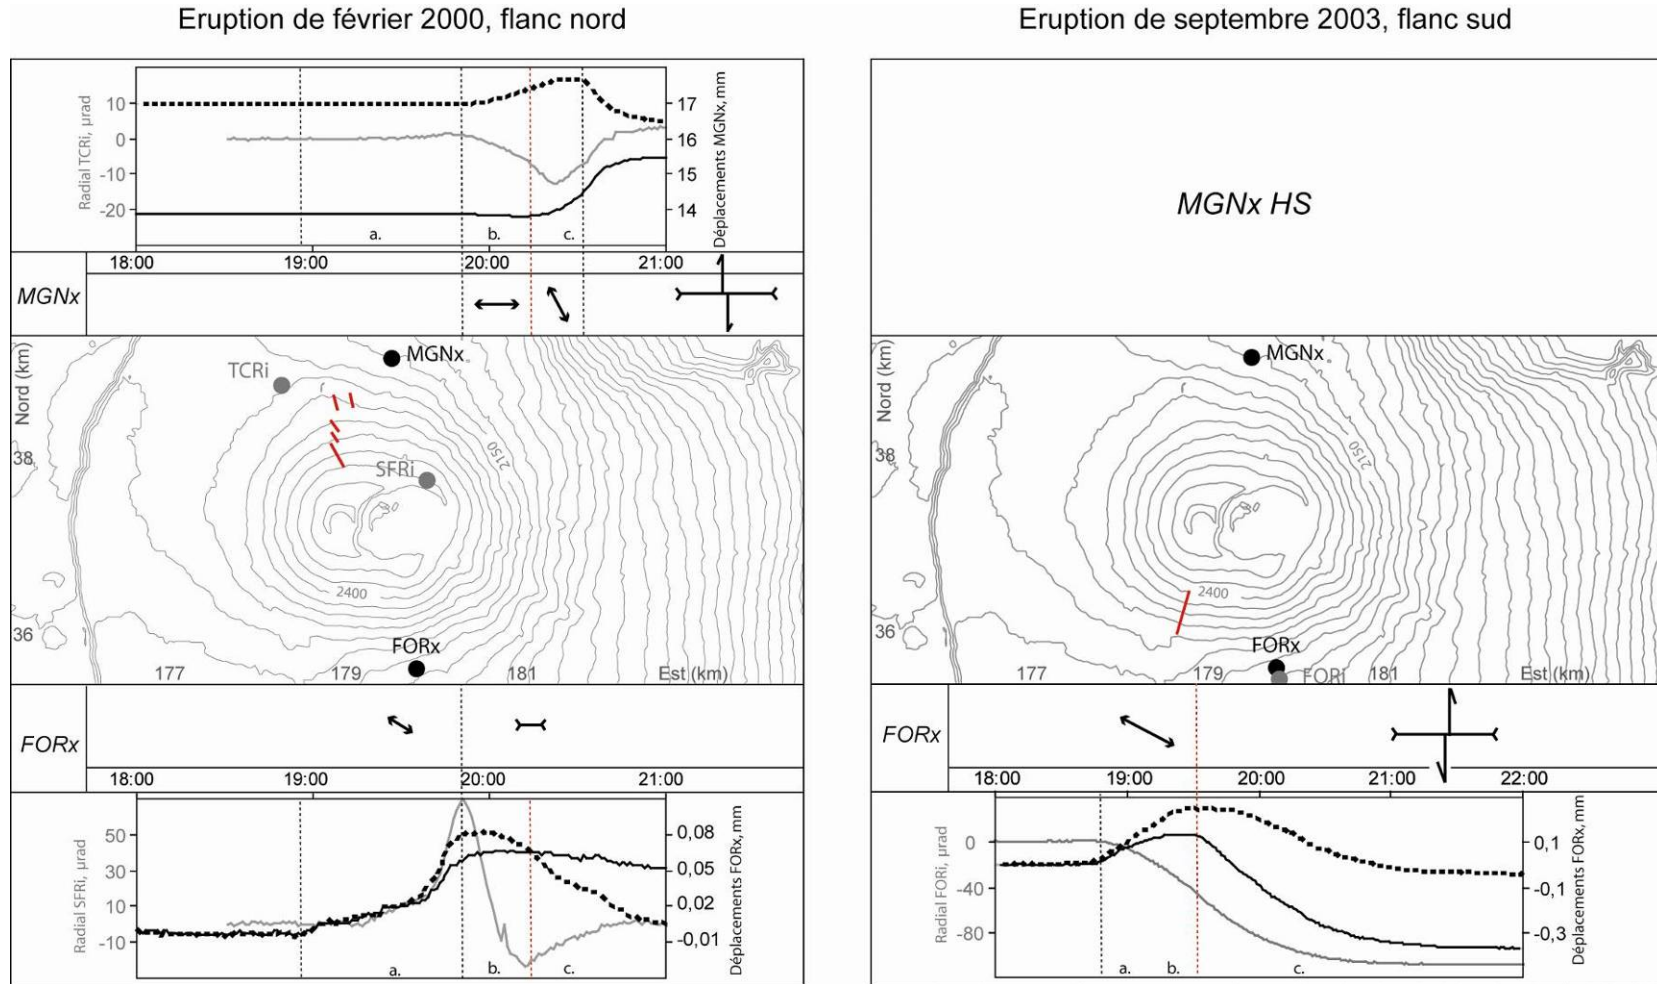 Eruption de février 2000, flanc nord
Radial TCRi, µrad
10
0
-10
-20
17
16
15
14
Déplacements MGNx, mm
a.
b.
c.
18:00
19:00
20:00
21:00
MGNx
Nord (km)
38
36
TCRi
MGNx
2150
SFRi
2400
FORx
177
179
181
Est (km)
FORx
18:00
19:00
20:00
21:00
Radial SFRi, µrad
50
30
10
-10
0,08
0,05
0,02
-0,01
Déplacements FORx, mm
a.
b.
c.
Eruption de septembre 2003, flanc sud
MGNx HS
Nord (km)
38
36
MGNx
2150
2400
FORx
FORi
177
179
181
Est (km)
FORx
18:00
19:00
20:00
21:00
22:00
Radial FORi, µrad
0
-40
-80
0,1
-0,1
-0,3
Déplacements FORx, mm
a.
b.
c.